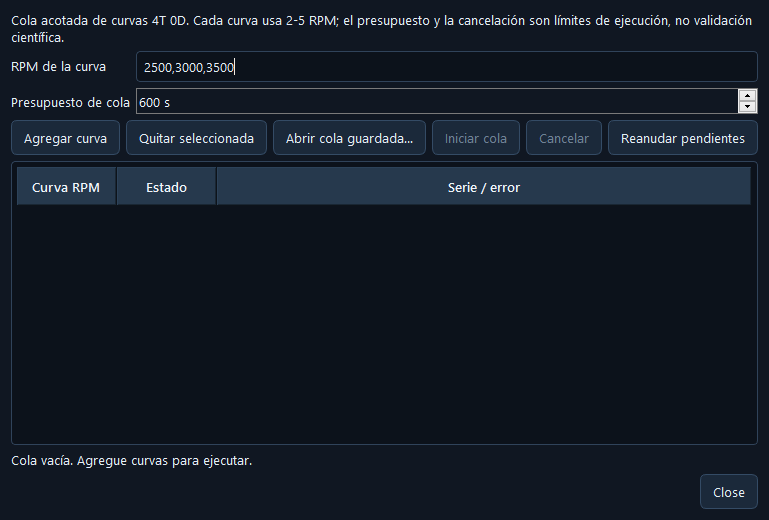 Cola acotada de curvas 4T 0D. Cada curva usa 2-5 RPM; el presupuesto y la cancelación son límites de ejecución, no validación
científica.
RPM de la curva 2500,3000,3500
Presupuesto de cola 600 s
Agregar curva Quitar seleccionada Abrir cola guardada... Iniciar cola Cancelar Reanudar pendientes
Curva RPM Estado Serie / error
Cola vacía. Agregue curvas para ejecutar.
Close